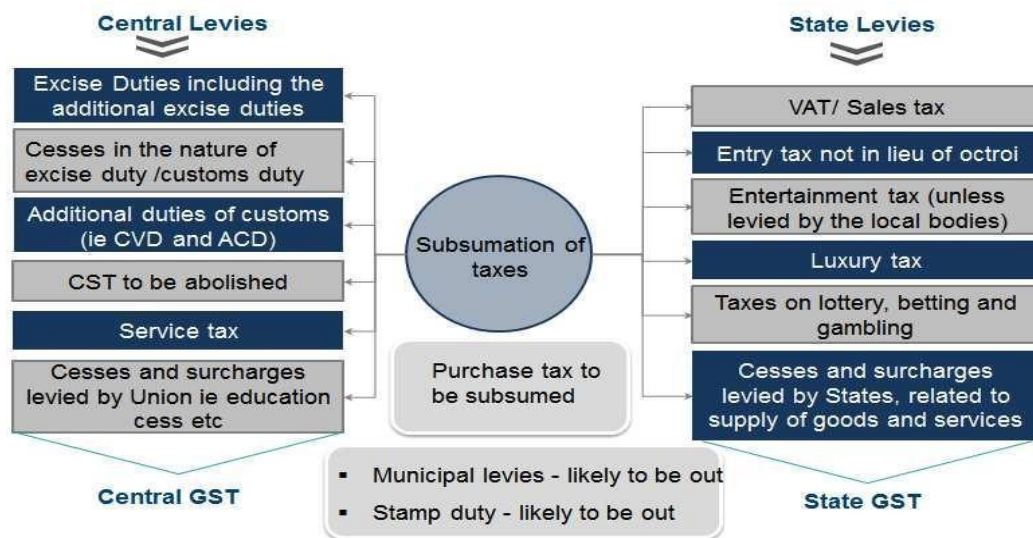 Central Levies
Excise Duties including the
additional excise duties
Cesses in the nature of
excise duty /customs duty
Additional duties of customs
(ie CVD and ACD)
CST to be abolished
Service tax
Cesses and surcharges
levied by Union ie education
cess etc
Central GST
Subsumation of
taxes
Purchase tax to
be subsumed
▪ Municipal levies - likely to be out
▪ Stamp duty - likely to be out
State Levies
VAT/ Sales tax
Entry tax not in lieu of octroi
Entertainment tax (unless
levied by the local bodies)
Luxury tax
Taxes on lottery, betting and
gambling
Cesses and surcharges
levied by States, related to
supply of goods and services
State GST